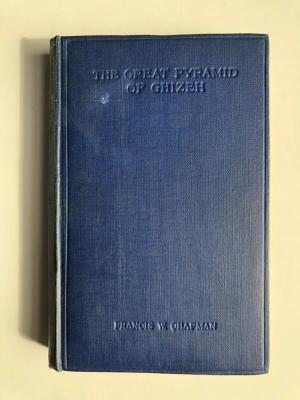 THE GREAT PYRAMID
OF GHIZEH
FRANCIS W. CHAPMAN